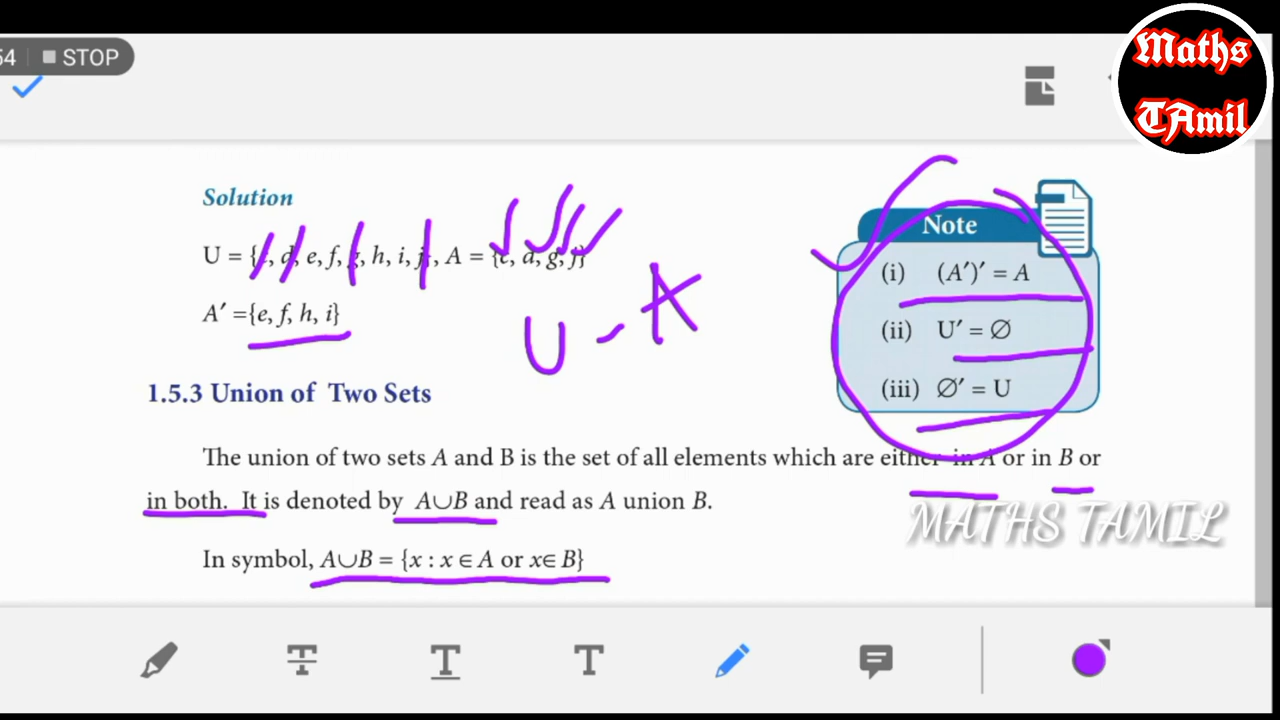 54 STOP
Maths
TAmil
Solution
U = {c, d, e, f, g, h, i, j}, A = {c, d, g, j}
A′ ={e, f, h, i}
U - A
Note
(i) (A′)′ = A
(ii) U′ = ∅
(iii) ∅′ = U
1.5.3 Union of Two Sets
The union of two sets A and B is the set of all elements which are either in A or in B or
in both. It is denoted by A∪B and read as A union B.
MATHS TAMIL
In symbol, A∪B = {x : x ∈ A or x∈ B}
T T T